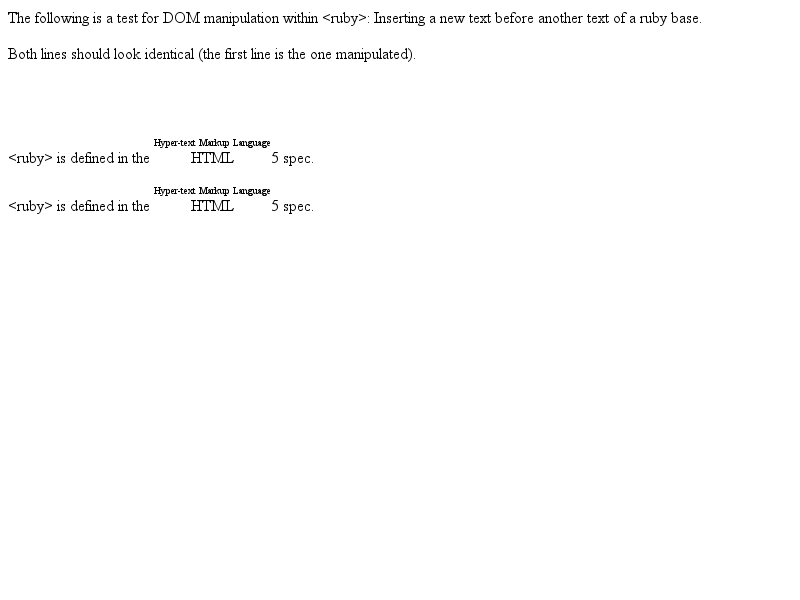 The following is a test for DOM manipulation within <ruby>: Inserting a new text before another text of a ruby base.
Both lines should look identical (the first line is the one manipulated).
Hyper-text Markup Language
<ruby> is defined in the HTML 5 spec.
Hyper-text Markup Language
<ruby> is defined in the HTML 5 spec.